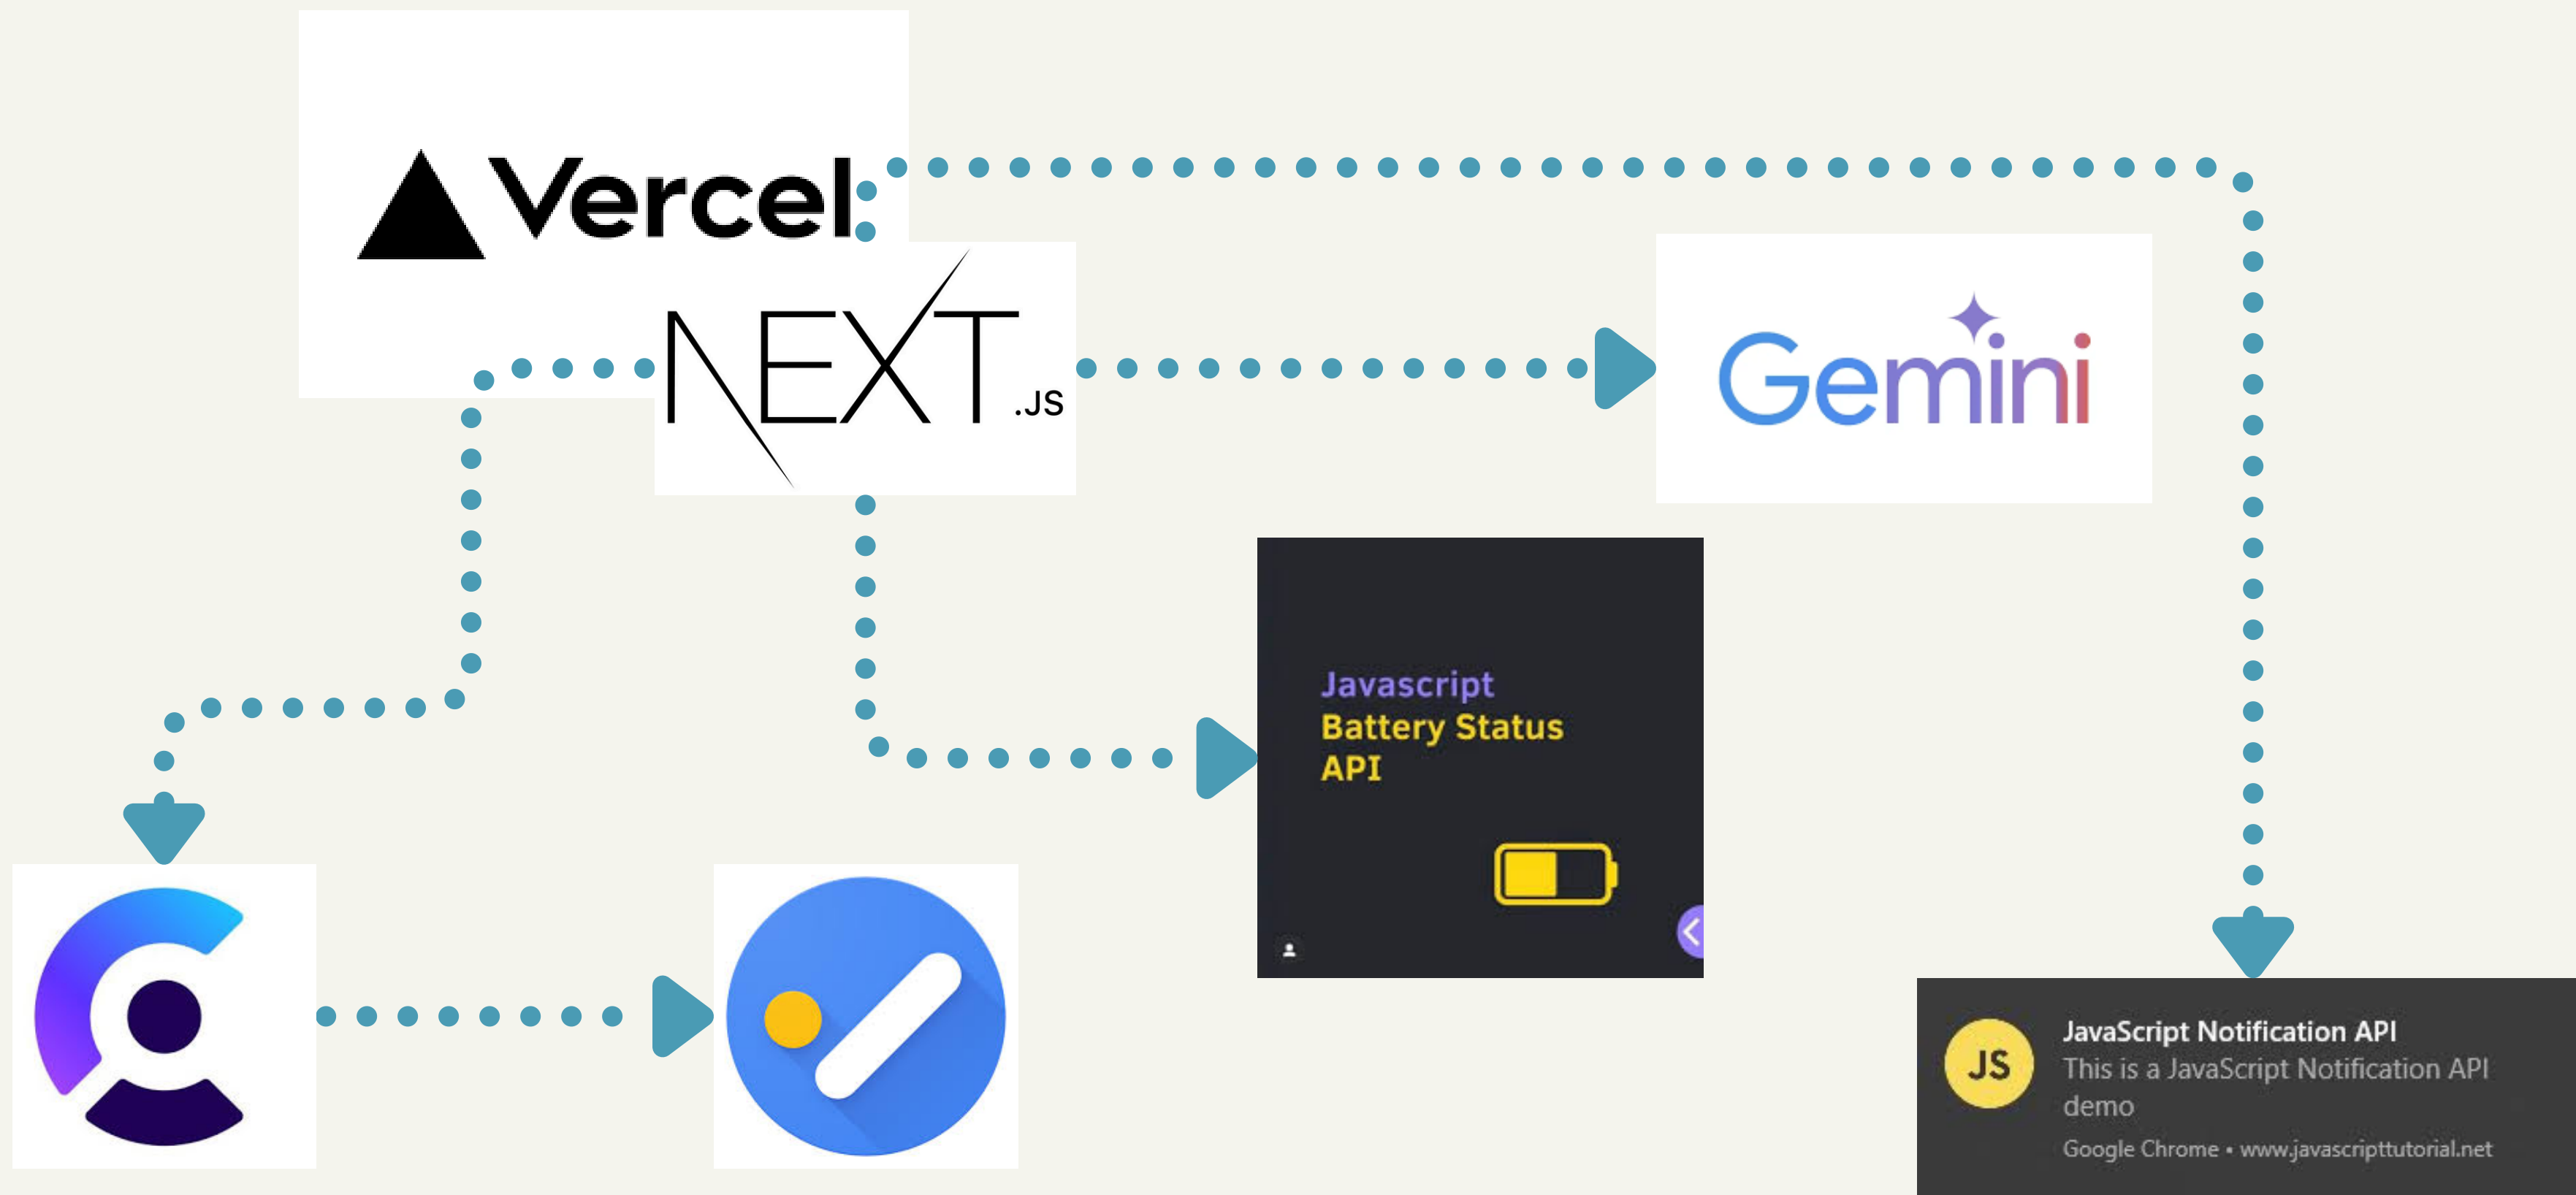 Vercel
NEXT.JS
Gemini
Javascript
Battery Status
API
JS
JavaScript Notification API
This is a JavaScript Notification API
demo
Google Chrome • www.javascripttutorial.net